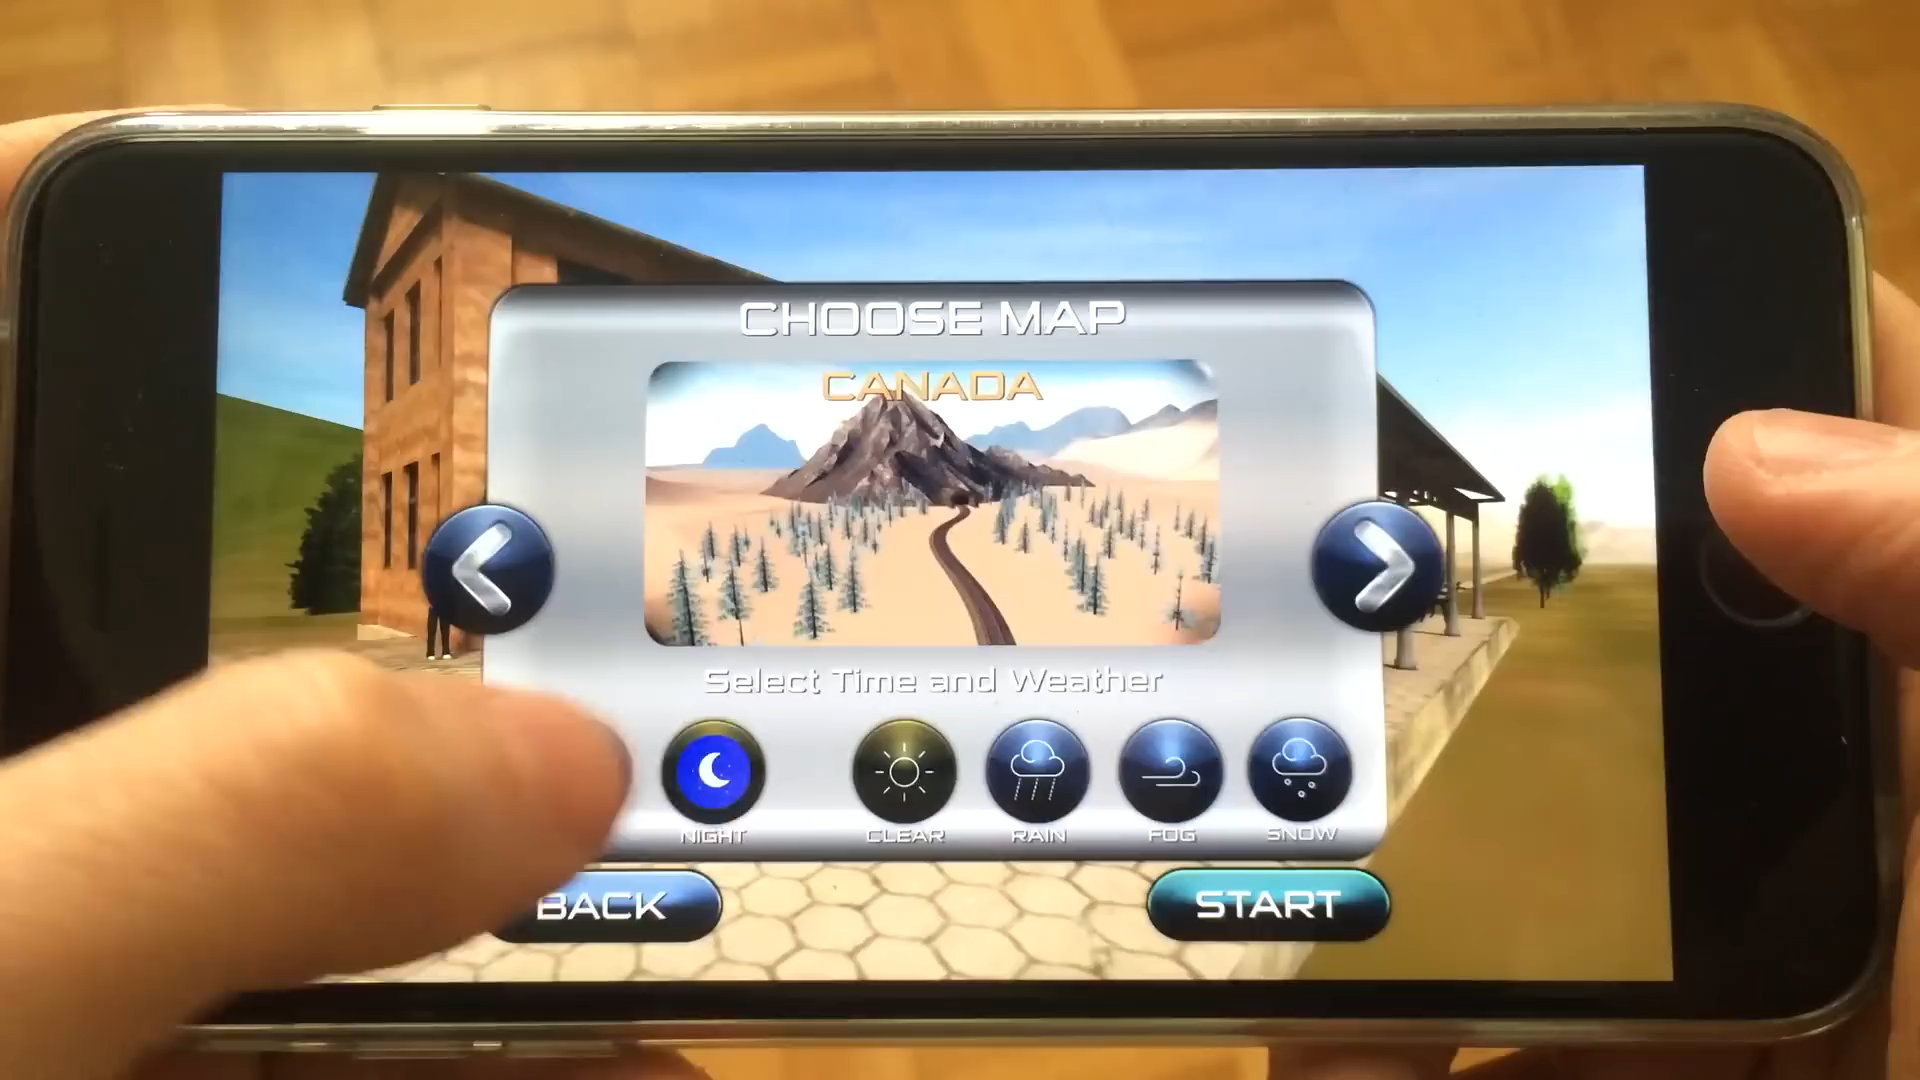 CHOOSE MAP
CANADA
Select Time and Weather
NIGHT CLEAR RAIN FOG SNOW
BACK START